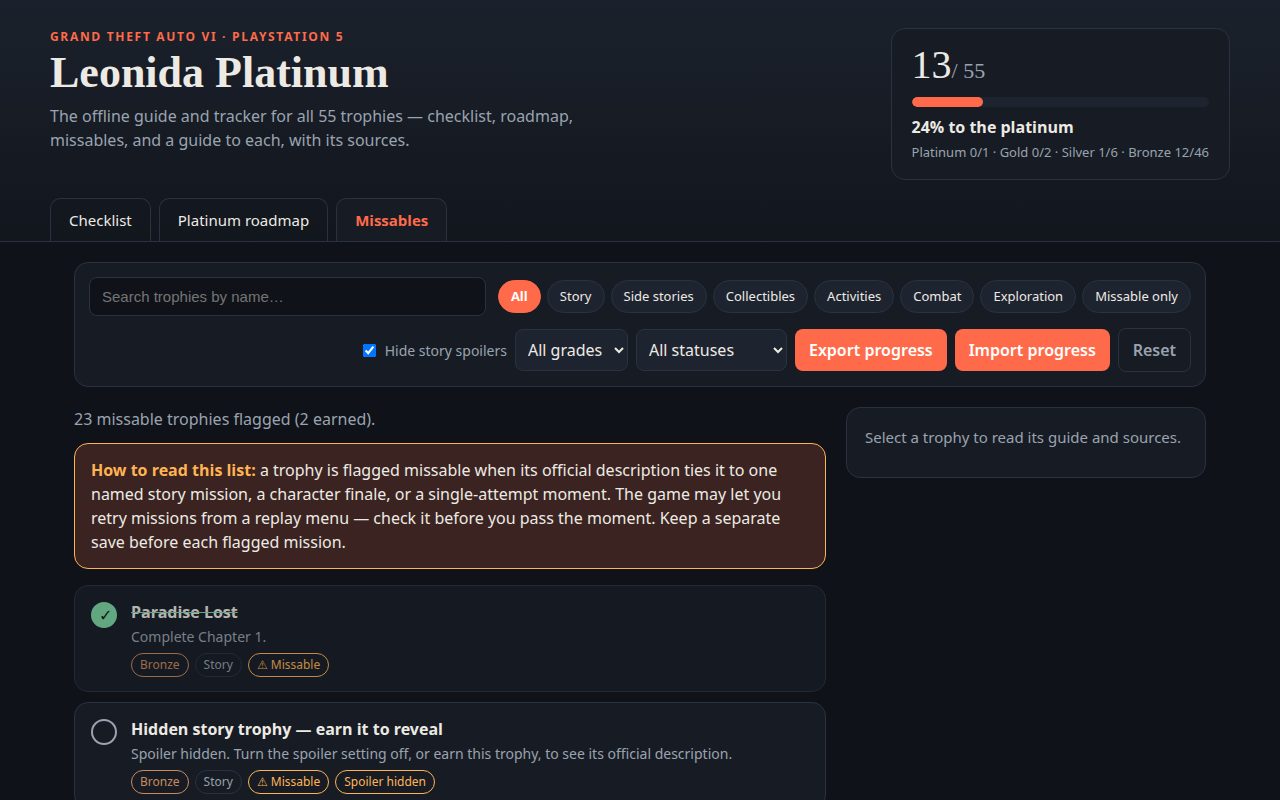 GRAND THEFT AUTO VI · PLAYSTATION 5
Leonida Platinum
The offline guide and tracker for all 55 trophies — checklist, roadmap,
missables, and a guide to each, with its sources.
13/ 55
24% to the platinum
Platinum 0/1 · Gold 0/2 · Silver 1/6 · Bronze 12/46
Checklist
Platinum roadmap
Missables
Search trophies by name…
All
Story
Side stories
Collectibles
Activities
Combat
Exploration
Missable only
Hide story spoilers
All grades
All statuses
Export progress
Import progress
Reset
23 missable trophies flagged (2 earned).
How to read this list: a trophy is flagged missable when its official description ties it to one
named story mission, a character finale, or a single-attempt moment. The game may let you
retry missions from a replay menu — check it before you pass the moment. Keep a separate
save before each flagged mission.
Select a trophy to read its guide and sources.
✓
Paradise Lost
Complete Chapter 1.
Bronze
Story
⚠ Missable
Hidden story trophy — earn it to reveal
Spoiler hidden. Turn the spoiler setting off, or earn this trophy, to see its official description.
Bronze
Story
⚠ Missable
Spoiler hidden